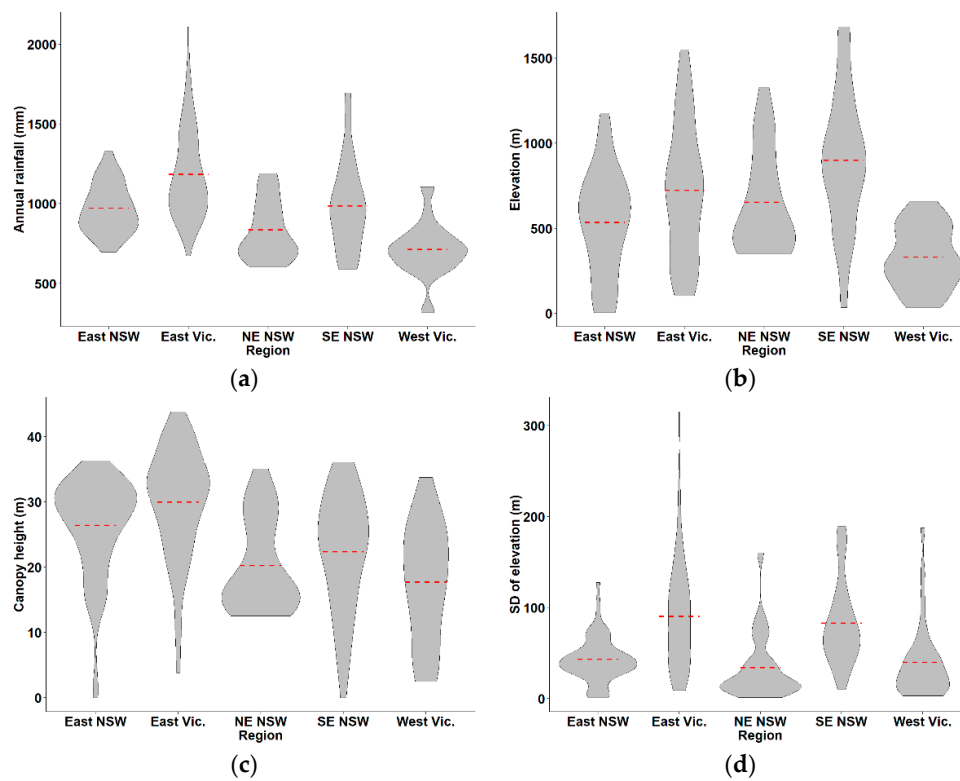 Annual rainfall (mm)
2000
1500
1000
500
East NSW East Vic. NE NSW SE NSW West Vic.
Region
(a)
Elevation (m)
1500
1000
500
0
East NSW East Vic. NE NSW SE NSW West Vic.
Region
(b)
Canopy height (m)
40
30
20
10
0
East NSW East Vic. NE NSW SE NSW West Vic.
Region
(c)
SD of elevation (m)
300
200
100
0
East NSW East Vic. NE NSW SE NSW West Vic.
Region
(d)